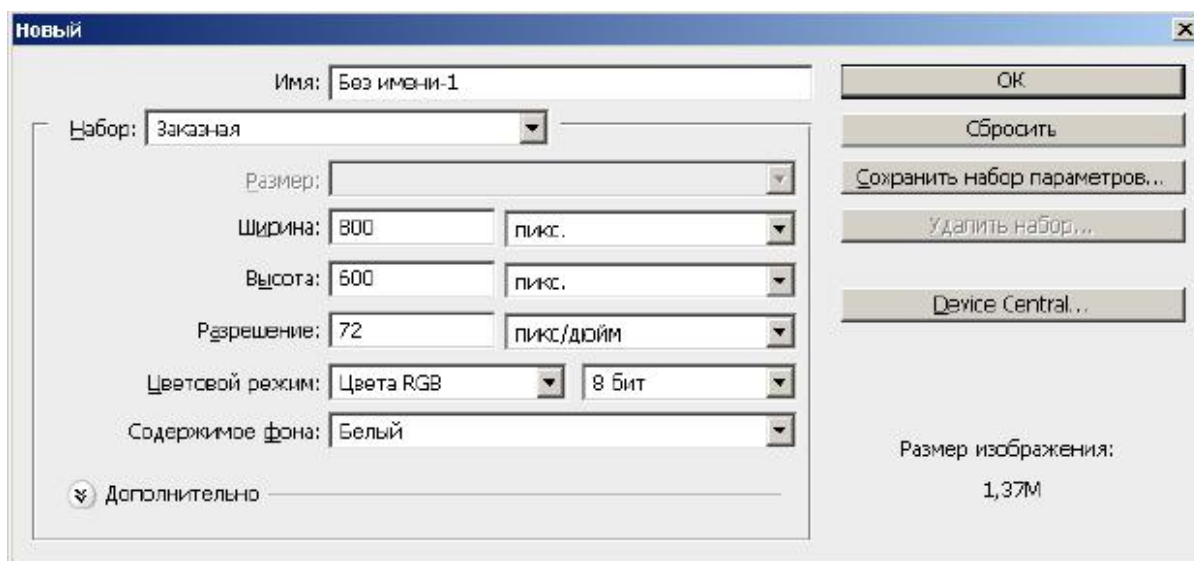 Новый
Имя: Без имени-1
OK
Набор: Заказная
Сбросить
Размер:
Сохранить набор параметров...
Ширина: 800 пикс.
Удалить набор...
Высота: 600 пикс.
Device Central...
Разрешение: 72 пикс/дюйм
Цветовой режим: Цвета RGB 8 бит
Содержимое фона: Белый
Размер изображения:
Дополнительно
1,37M